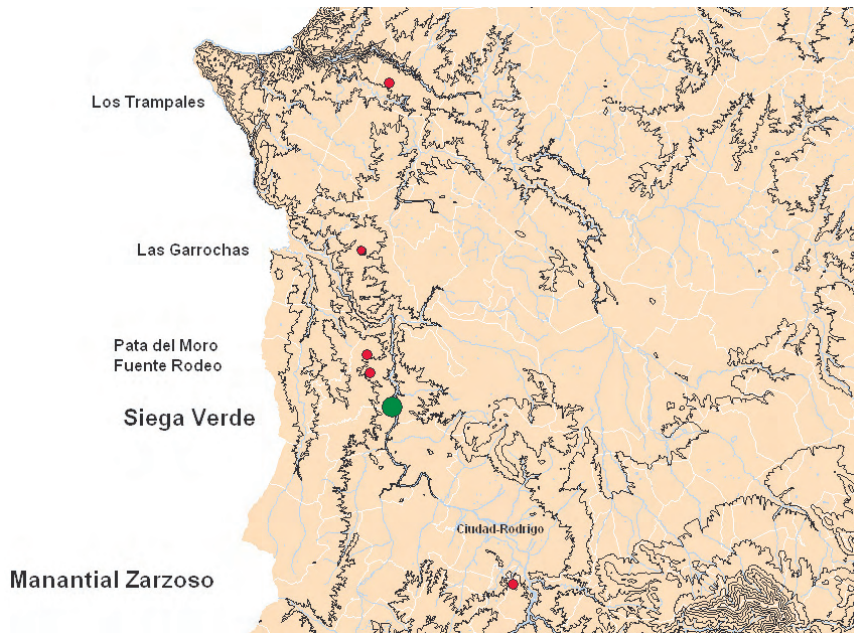 Los Trampales
Las Garrochas
Pata del Moro
Fuente Rodeo
Siega Verde
Ciudad-Rodrigo
Manantial Zarzoso